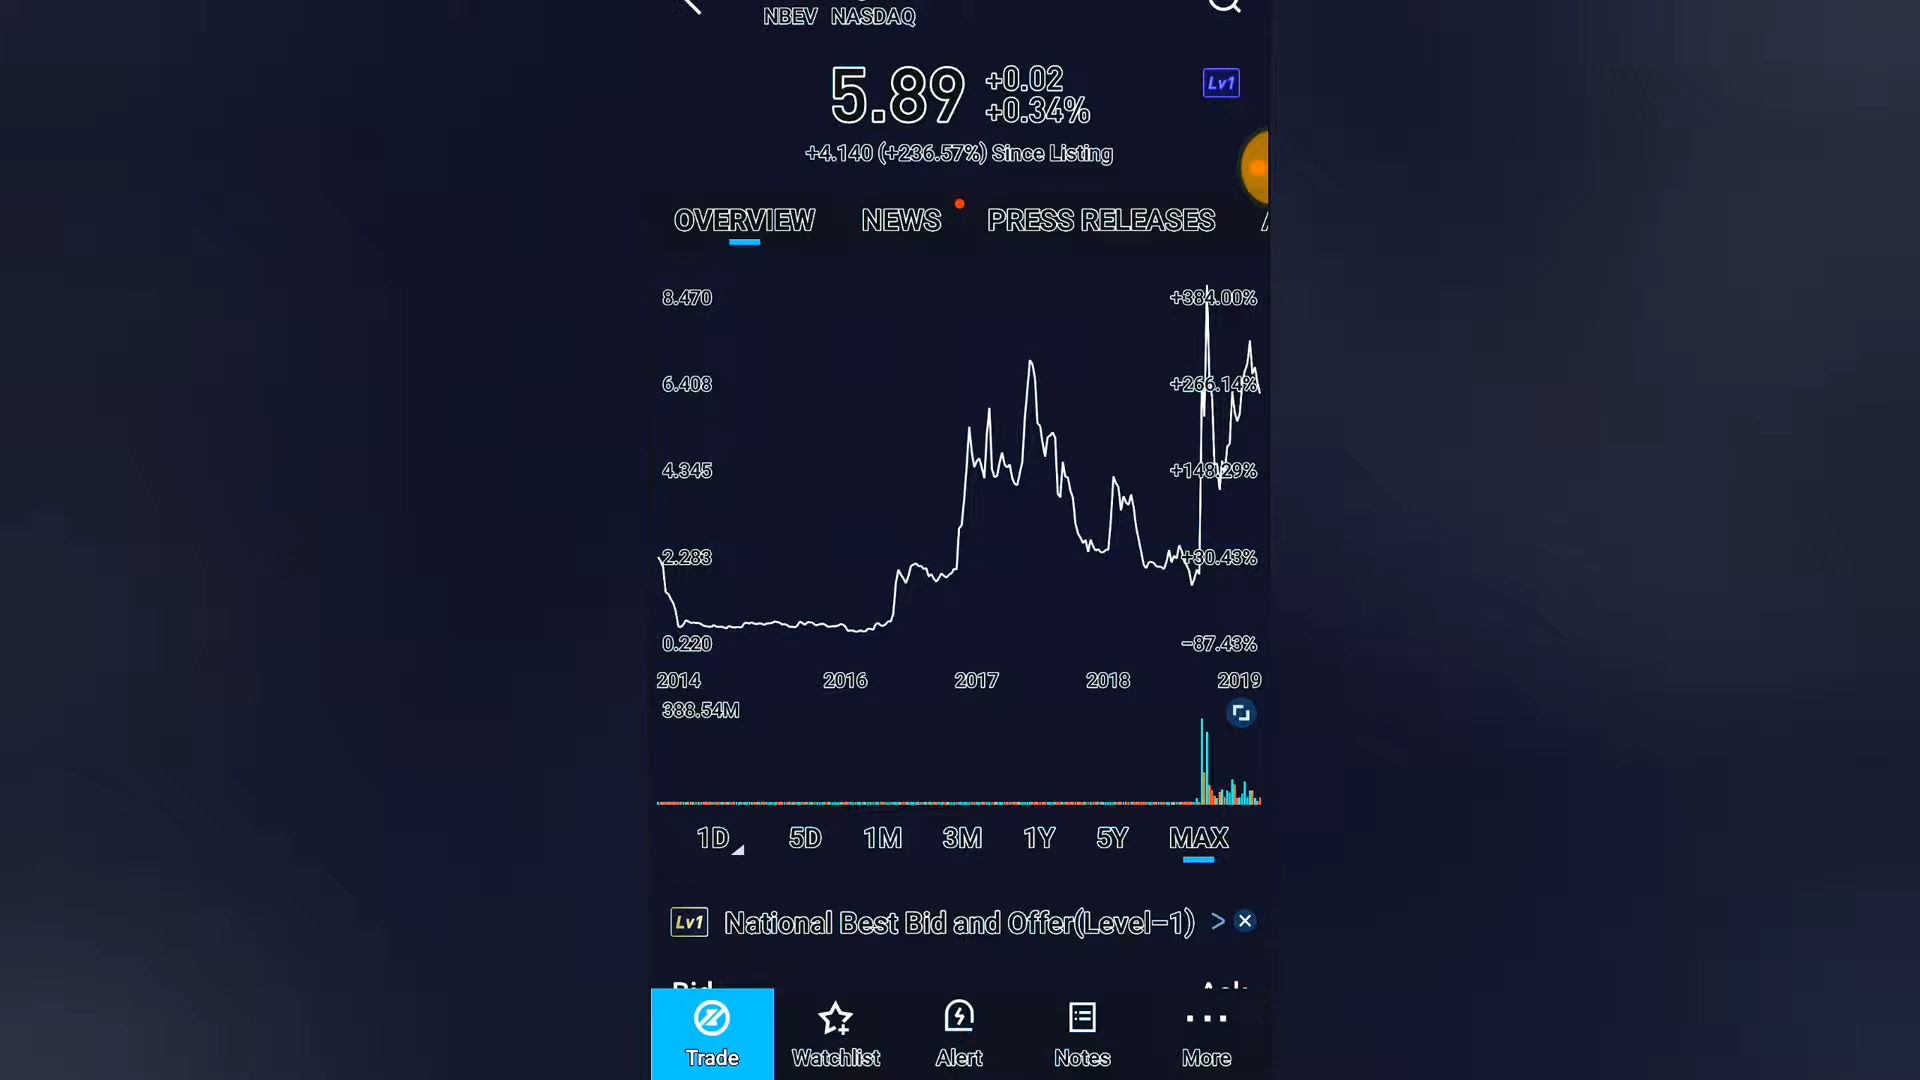 NBEV NASDAQ
5.89
+0.02
+0.34%
Lv1
+4.140 (+236.57%) Since Listing
OVERVIEW NEWS PRESS RELEASES
8.470 +384.00%
6.408 +266.14%
4.345 +148.29%
2.283 +30.43%
0.220 −87.43%
2014 2016 2017 2018 2019
388.54M
1D 5D 1M 3M 1Y 5Y MAX
Lv1 National Best Bid and Offer(Level−1) >
Bid Ask
Trade Watchlist Alert Notes More